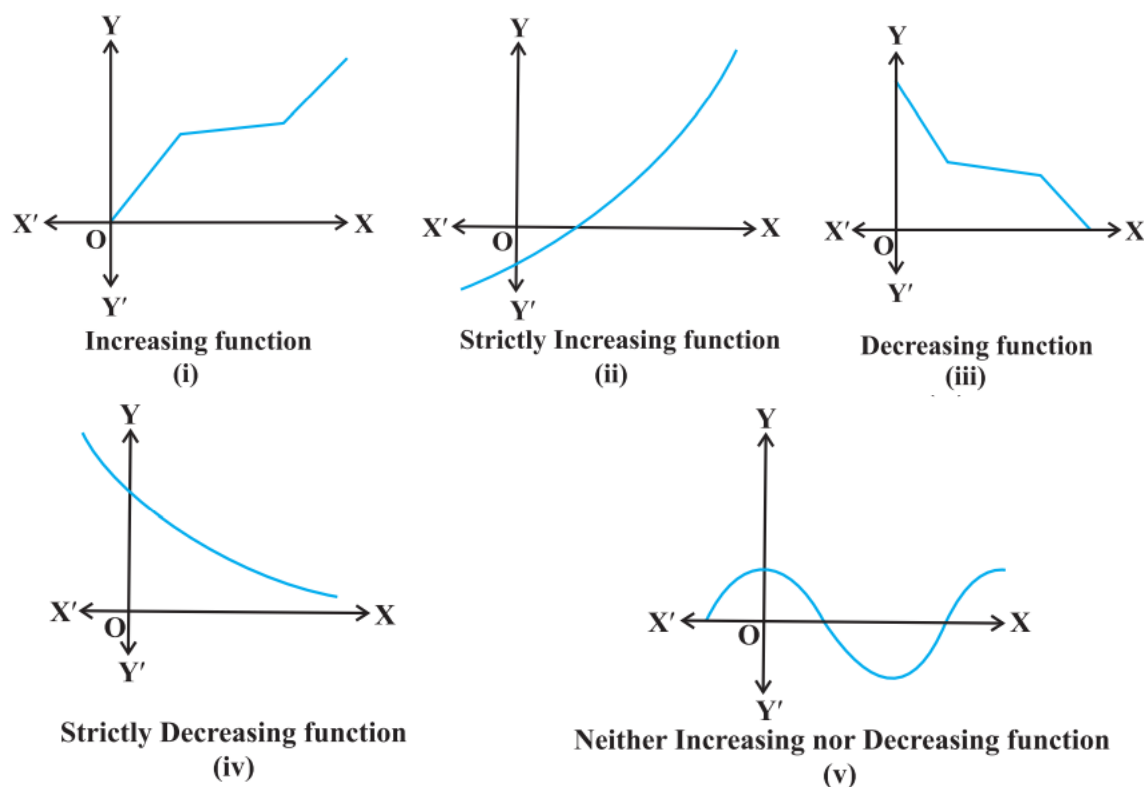 Y
X′
O
X
Y′
Increasing function
(i)
Y
X′
O
X
Y′
Strictly Increasing function
(ii)
Y
X′
O
X
Y′
Decreasing function
(iii)
Y
X′
O
X
Y′
Strictly Decreasing function
(iv)
Y
X′
O
X
Y′
Neither Increasing nor Decreasing function
(v)